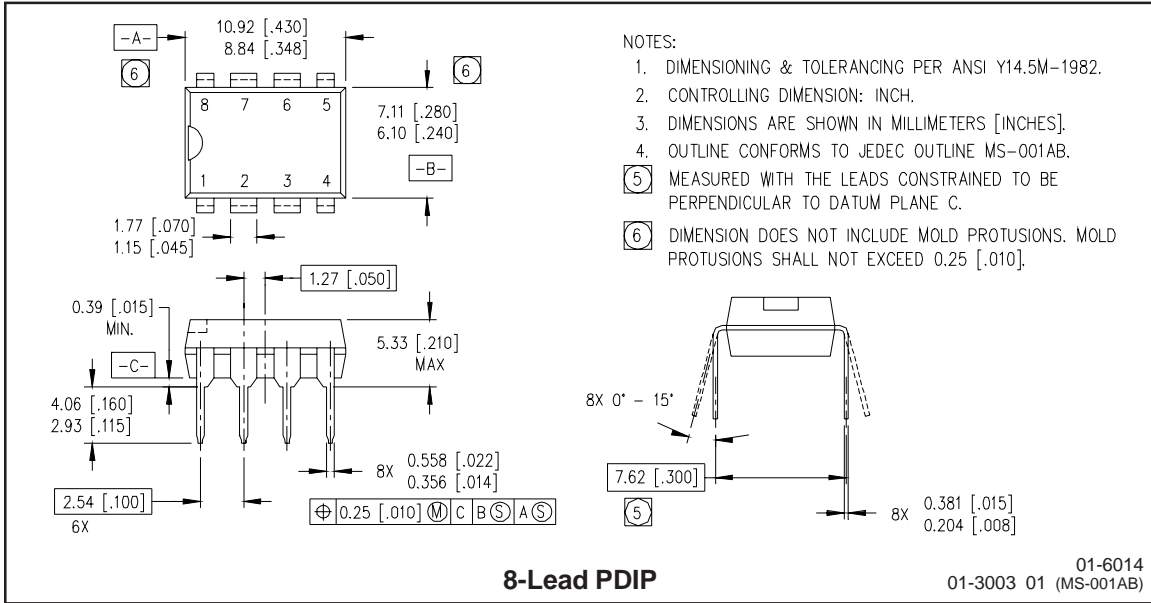 -A-
10.92 [.430]
8.84 [.348]
6
6
8 7 6 5
1 2 3 4
7.11 [.280]
6.10 [.240]
-B-
1.77 [.070]
1.15 [.045]
1.27 [.050]
0.39 [.015]
MIN.
-C-
5.33 [.210]
MAX
4.06 [.160]
2.93 [.115]
2.54 [.100]
6X
8X 0.558 [.022]
0.356 [.014]
⌖ 0.25 [.010] Ⓜ C B Ⓢ A Ⓢ
NOTES:
1. DIMENSIONING & TOLERANCING PER ANSI Y14.5M-1982.
2. CONTROLLING DIMENSION: INCH.
3. DIMENSIONS ARE SHOWN IN MILLIMETERS [INCHES].
4. OUTLINE CONFORMS TO JEDEC OUTLINE MS-001AB.
5 MEASURED WITH THE LEADS CONSTRAINED TO BE
PERPENDICULAR TO DATUM PLANE C.
6 DIMENSION DOES NOT INCLUDE MOLD PROTUSIONS. MOLD
PROTUSIONS SHALL NOT EXCEED 0.25 [.010].
8X 0° - 15°
7.62 [.300]
5
8X 0.381 [.015]
0.204 [.008]
8-Lead PDIP
01-6014
01-3003 01 (MS-001AB)